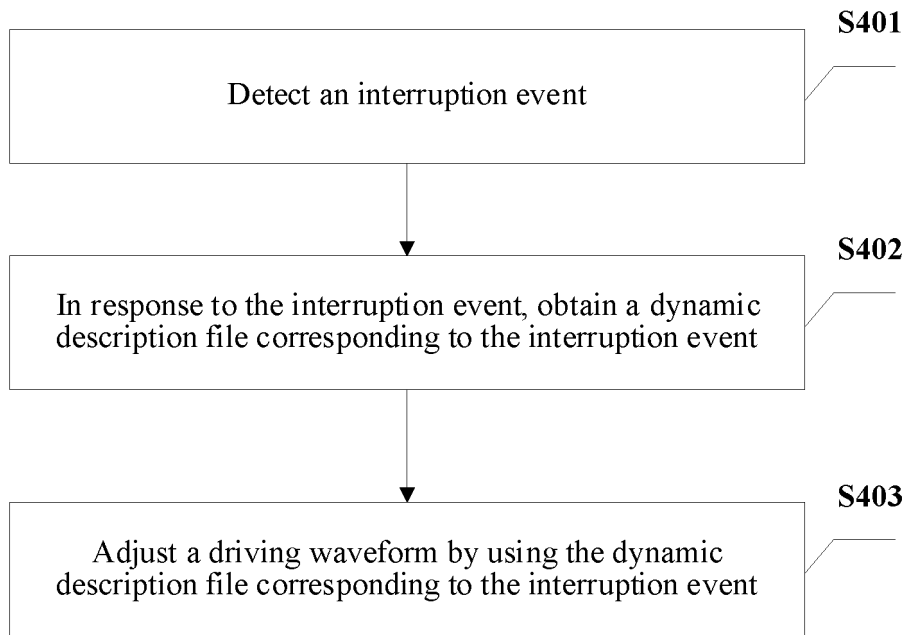 S401
Detect an interruption event
S402
In response to the interruption event, obtain a dynamic
description file corresponding to the interruption event
S403
Adjust a driving waveform by using the dynamic
description file corresponding to the interruption event